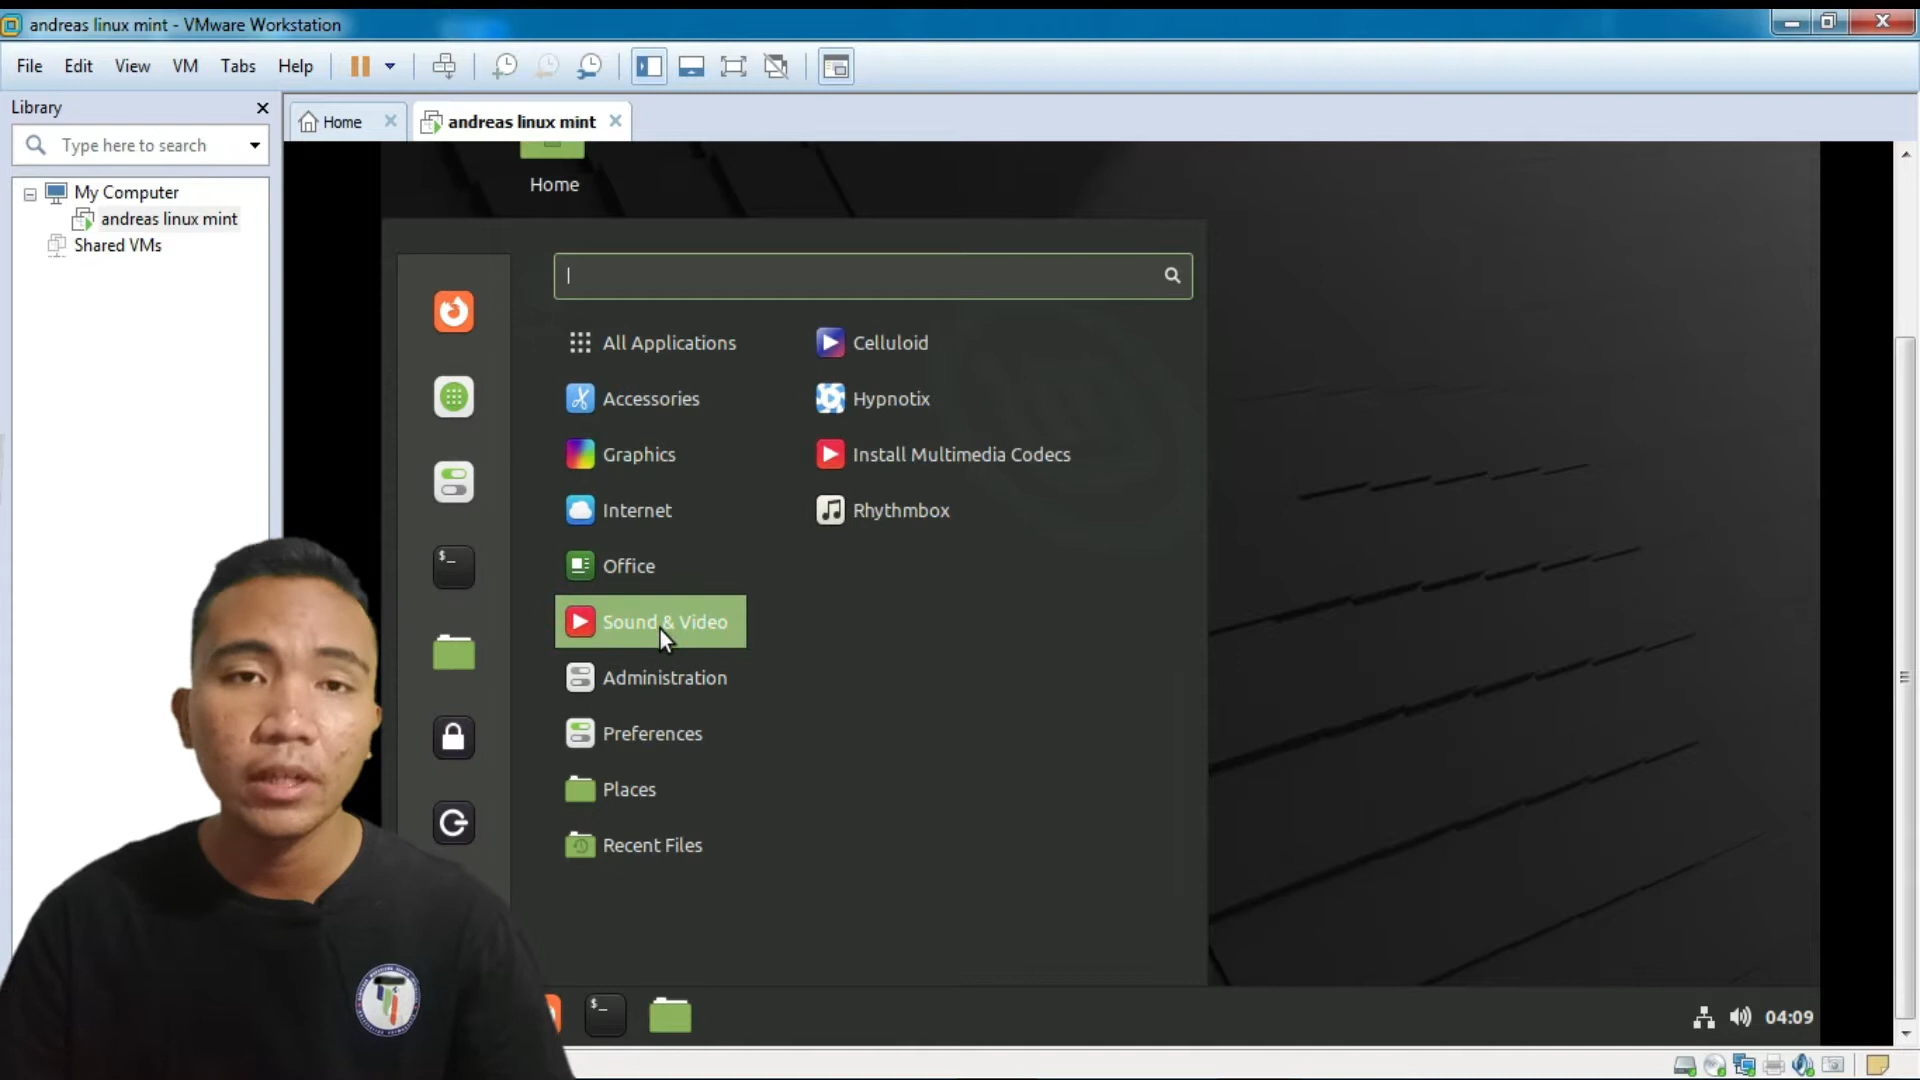 andreas linux mint - VMware Workstation
File Edit View VM Tabs Help
Library
Home
andreas linux mint
Type here to search
My Computer
andreas linux mint
Shared VMs
Home
All Applications
Accessories
Graphics
Internet
Office
Sound & Video
Administration
Preferences
Places
Recent Files
Celluloid
Hypnotix
Install Multimedia Codecs
Rhythmbox
$_
$_
04:09